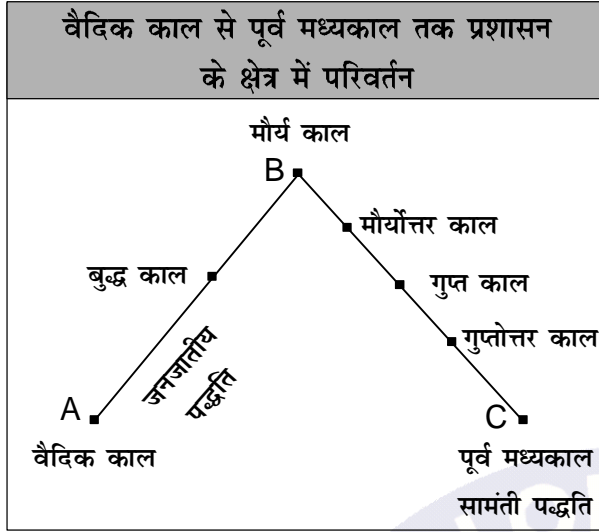 वैदिक काल से पूर्व मध्यकाल तक प्रशासन
के क्षेत्र में परिवर्तन
मौर्य काल
B
मौर्योत्तर काल
बुद्ध काल
गुप्त काल
गुप्तोत्तर काल
जनजातीय
पद्धति
A
C
वैदिक काल
पूर्व मध्यकाल
सामंती पद्धति